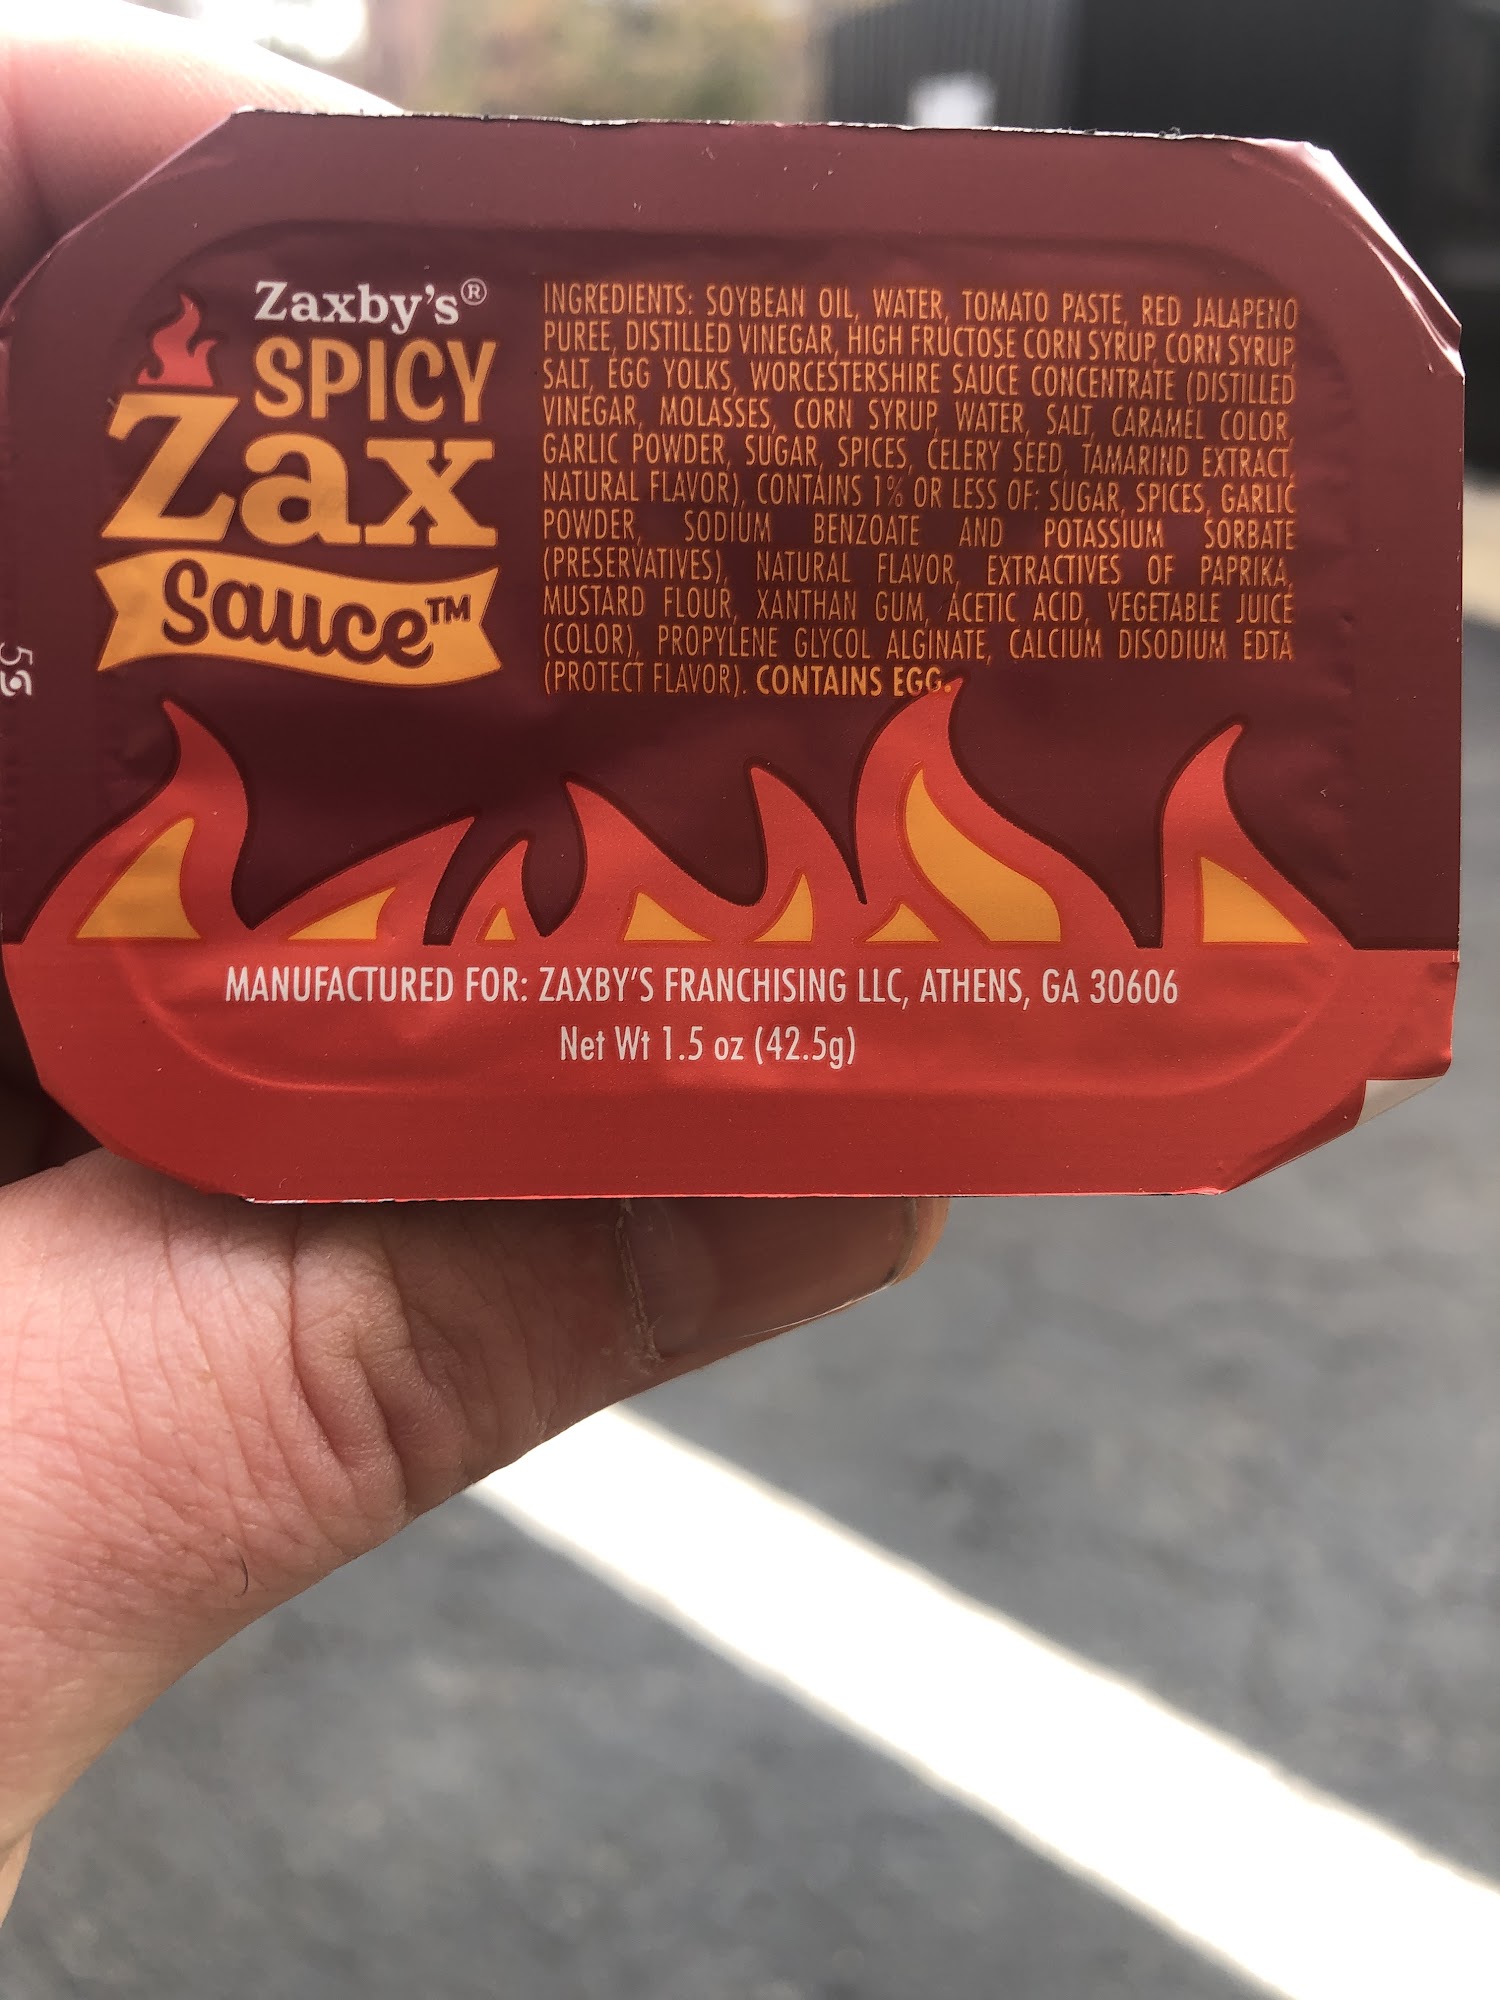 Zaxby's®
SPICY
Zax
Sauce™
INGREDIENTS: SOYBEAN OIL, WATER, TOMATO PASTE, RED JALAPENO
PUREE, DISTILLED VINEGAR, HIGH FRUCTOSE CORN SYRUP, CORN SYRUP,
SALT, EGG YOLKS, WORCESTERSHIRE SAUCE CONCENTRATE (DISTILLED
VINEGAR, MOLASSES, CORN SYRUP, WATER, SALT, CARAMEL COLOR,
GARLIC POWDER, SUGAR, SPICES, CELERY SEED, TAMARIND EXTRACT,
NATURAL FLAVOR), CONTAINS 1% OR LESS OF: SUGAR, SPICES, GARLIC
POWDER, SODIUM BENZOATE AND POTASSIUM SORBATE
(PRESERVATIVES), NATURAL FLAVOR, EXTRACTIVES OF PAPRIKA,
MUSTARD FLOUR, XANTHAN GUM, ACETIC ACID, VEGETABLE JUICE
(COLOR), PROPYLENE GLYCOL ALGINATE, CALCIUM DISODIUM EDTA
(PROTECT FLAVOR). CONTAINS EGG.
MANUFACTURED FOR: ZAXBY'S FRANCHISING LLC, ATHENS, GA 30606
Net Wt 1.5 oz (42.5g)